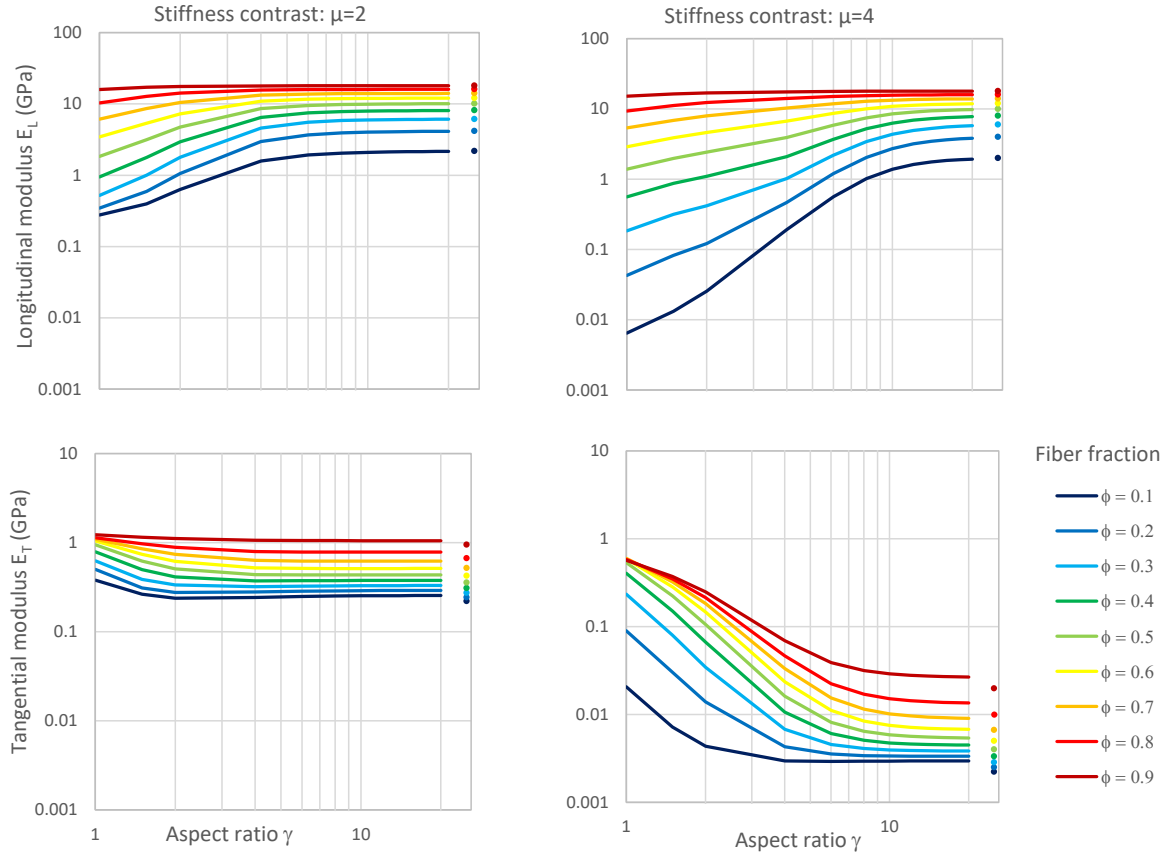 Stiffness contrast: μ=2
Stiffness contrast: μ=4
Longitudinal modulus E_L (GPa)
100
10
1
0.1
0.01
0.001
100
10
1
0.1
0.01
0.001
Tangential modulus E_T (GPa)
10
1
0.1
0.01
0.001
1
10
Aspect ratio γ
10
1
0.1
0.01
0.001
1
10
Aspect ratio γ
Fiber fraction
ϕ = 0.1
ϕ = 0.2
ϕ = 0.3
ϕ = 0.4
ϕ = 0.5
ϕ = 0.6
ϕ = 0.7
ϕ = 0.8
ϕ = 0.9